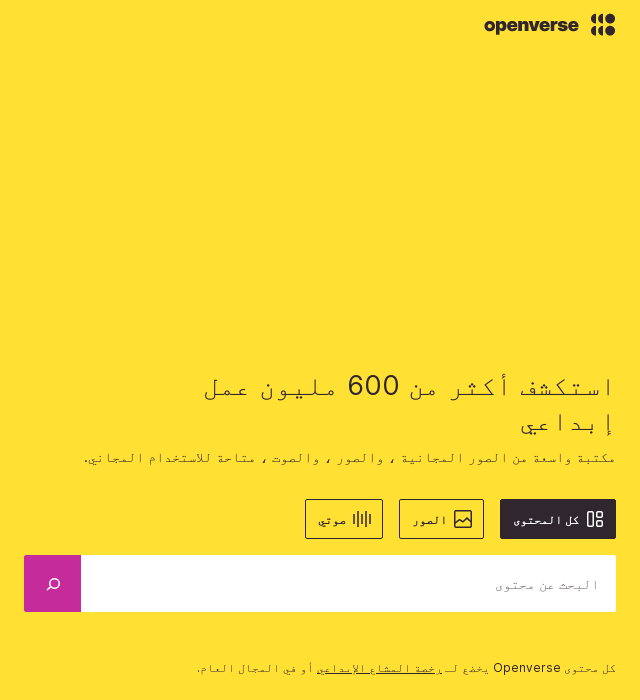 openverse
استكشف أكثر من 600 مليون عمل
إبداعي
مكتبة واسعة من الصور المجانية ، والصور ، والصوت ، متاحة للاستخدام المجاني.
كل المحتوى
الصور
صوتي
البحث عن محتوى
كل محتوى Openverse يخضع لـ رخصة المشاع الإبداعي أو في المجال العام.